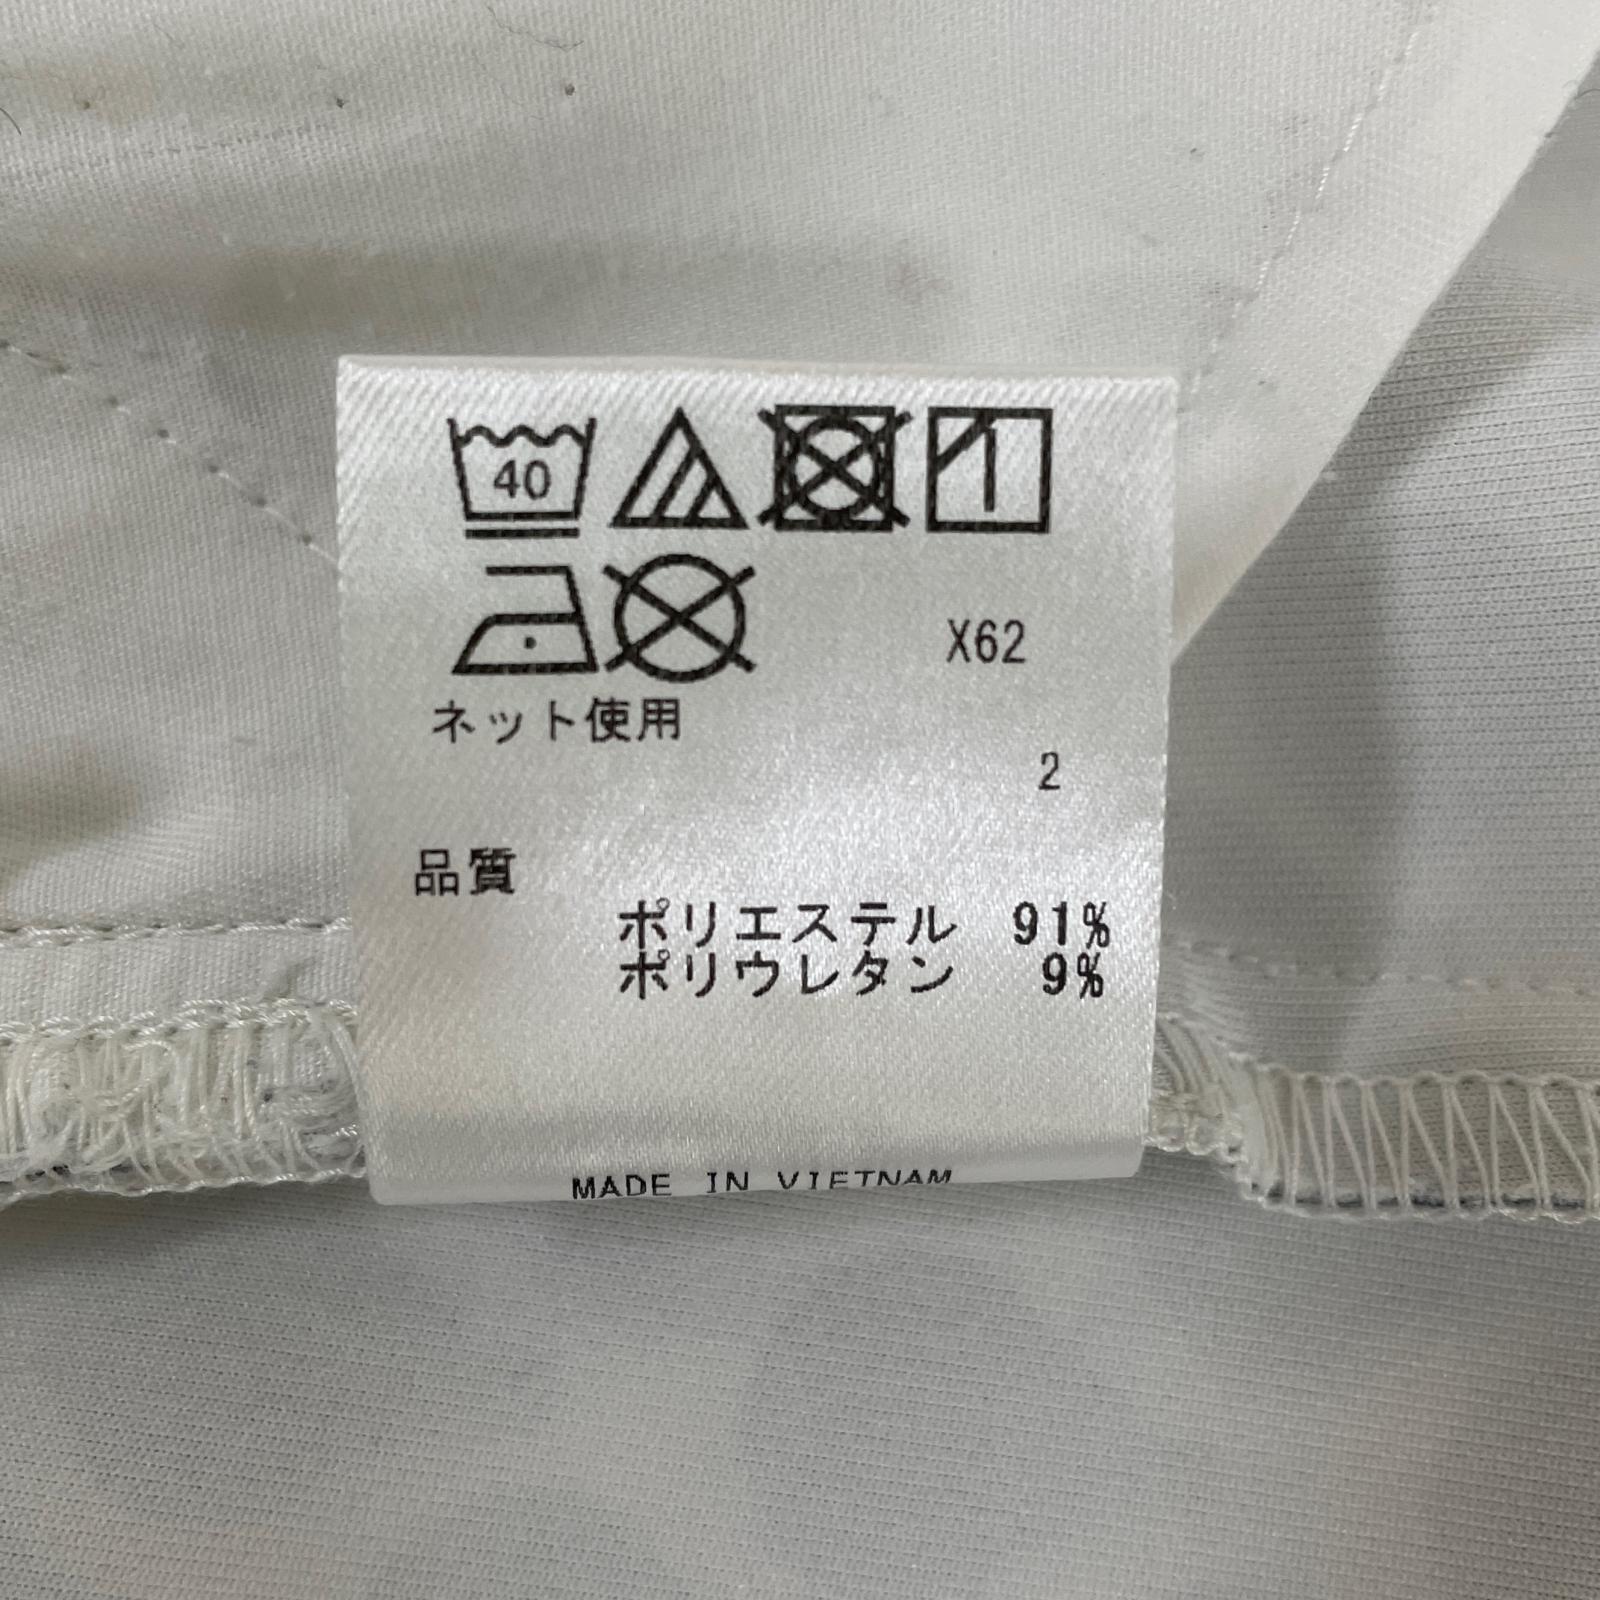 40
X62
ネット使用
2
品質
ポリエステル 91%
ポリウレタン 9%
MADE IN VIETNAM